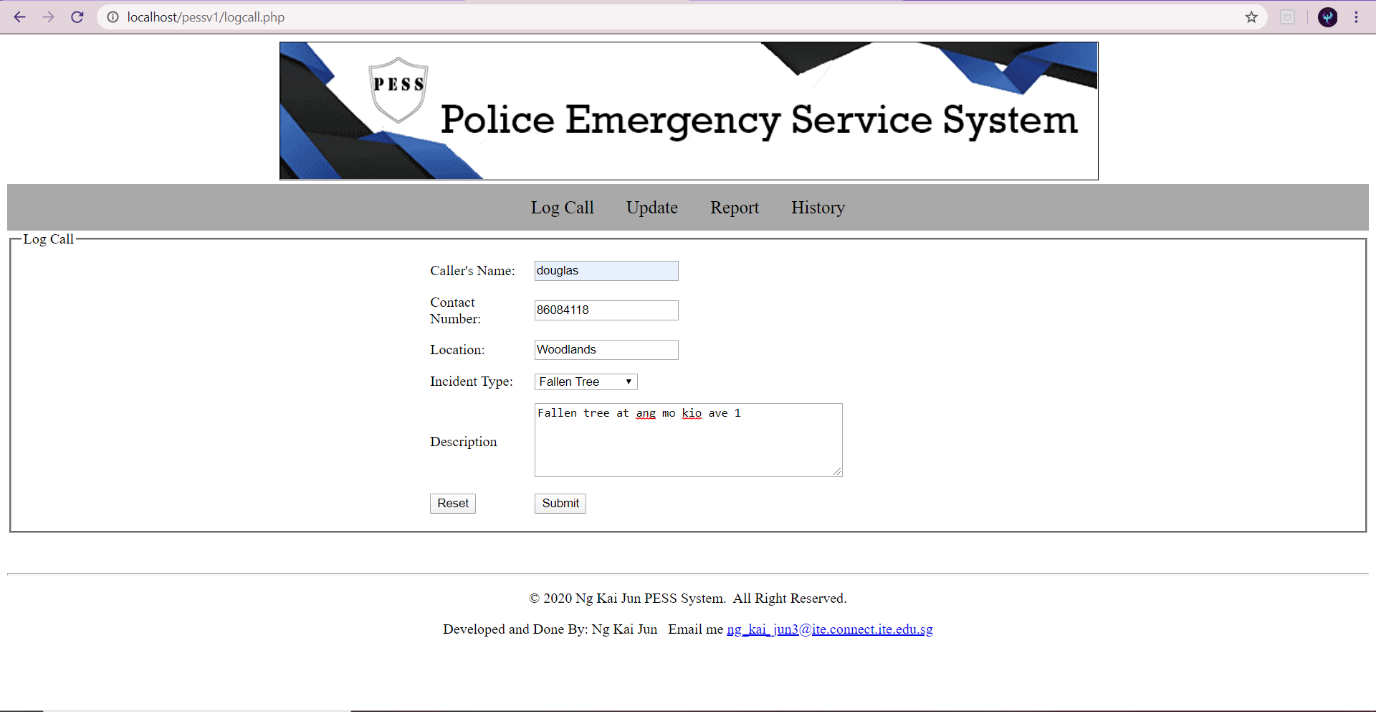 localhost/pessv1/logcall.php
PESS
Police Emergency Service System
Log Call Update Report History
Log Call
Caller's Name: douglas
Contact
Number: 86084118
Location: Woodlands
Incident Type: Fallen Tree
Description Fallen tree at ang mo kio ave 1
Reset Submit
© 2020 Ng Kai Jun PESS System. All Right Reserved.
Developed and Done By: Ng Kai Jun Email me ng_kai_jun3@ite.connect.ite.edu.sg